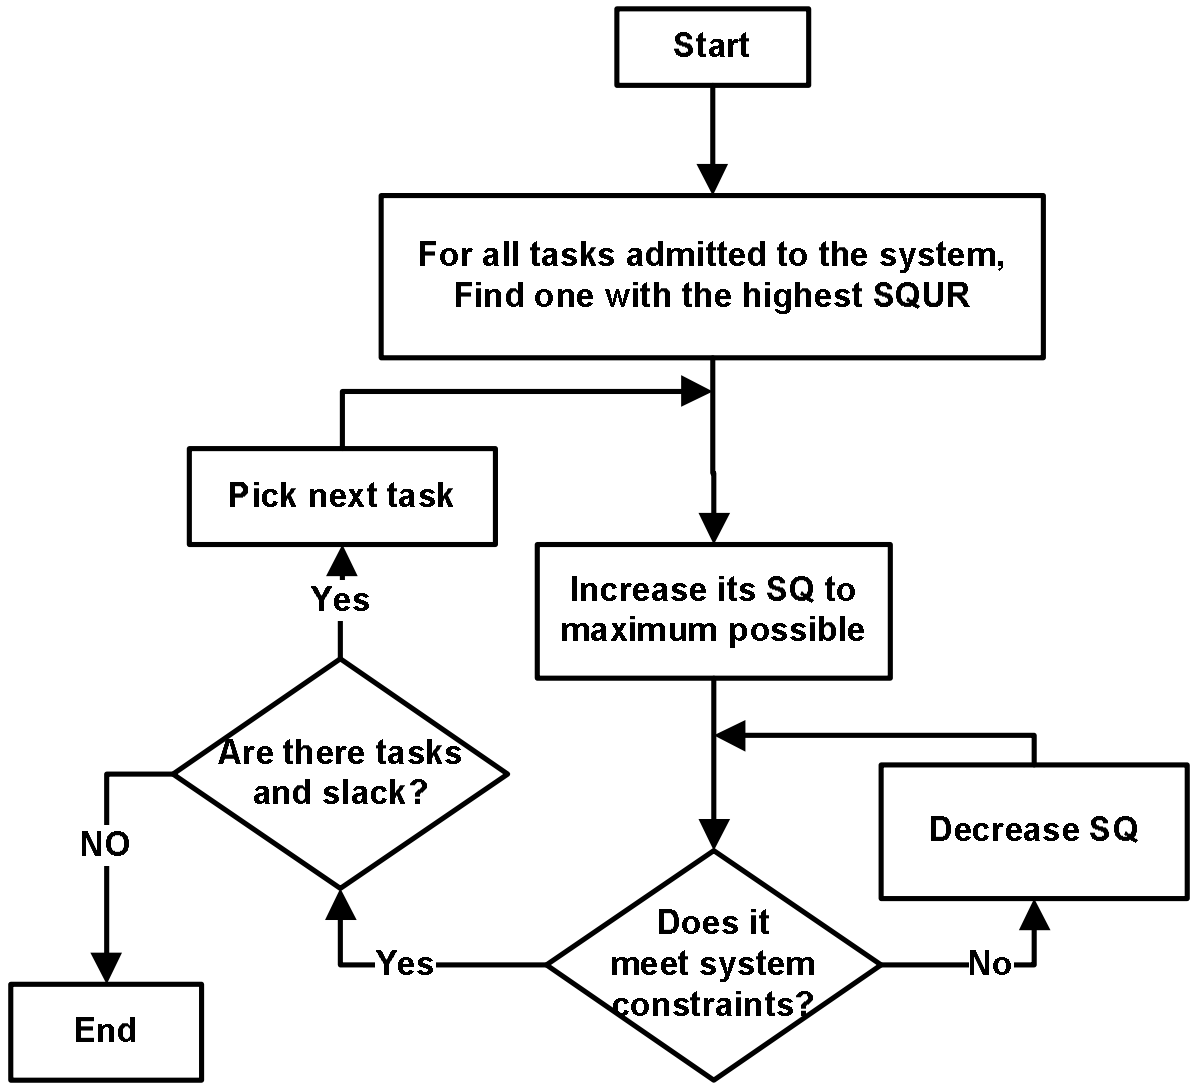 Start
For all tasks admitted to the system,
Find one with the highest SQUR
Pick next task
Increase its SQ to
maximum possible
Yes
Are there tasks
and slack?
Decrease SQ
NO
Does it
meet system
constraints?
Yes
No
End